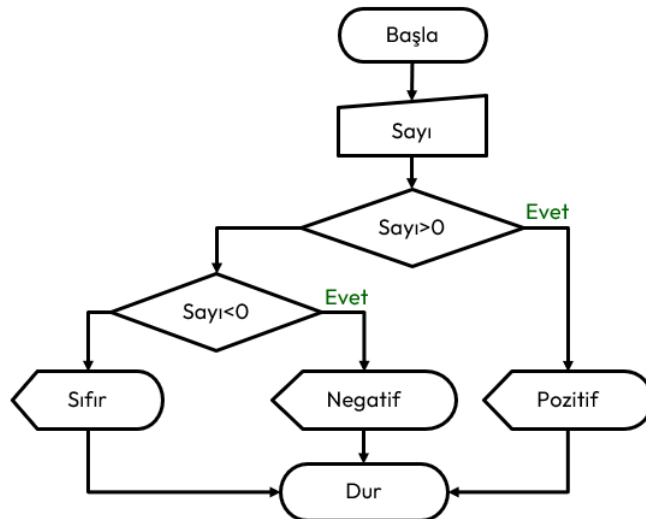 Başla
Sayı
Sayı>0
Evet
Sayı<0
Evet
Sıfır
Negatif
Pozitif
Dur